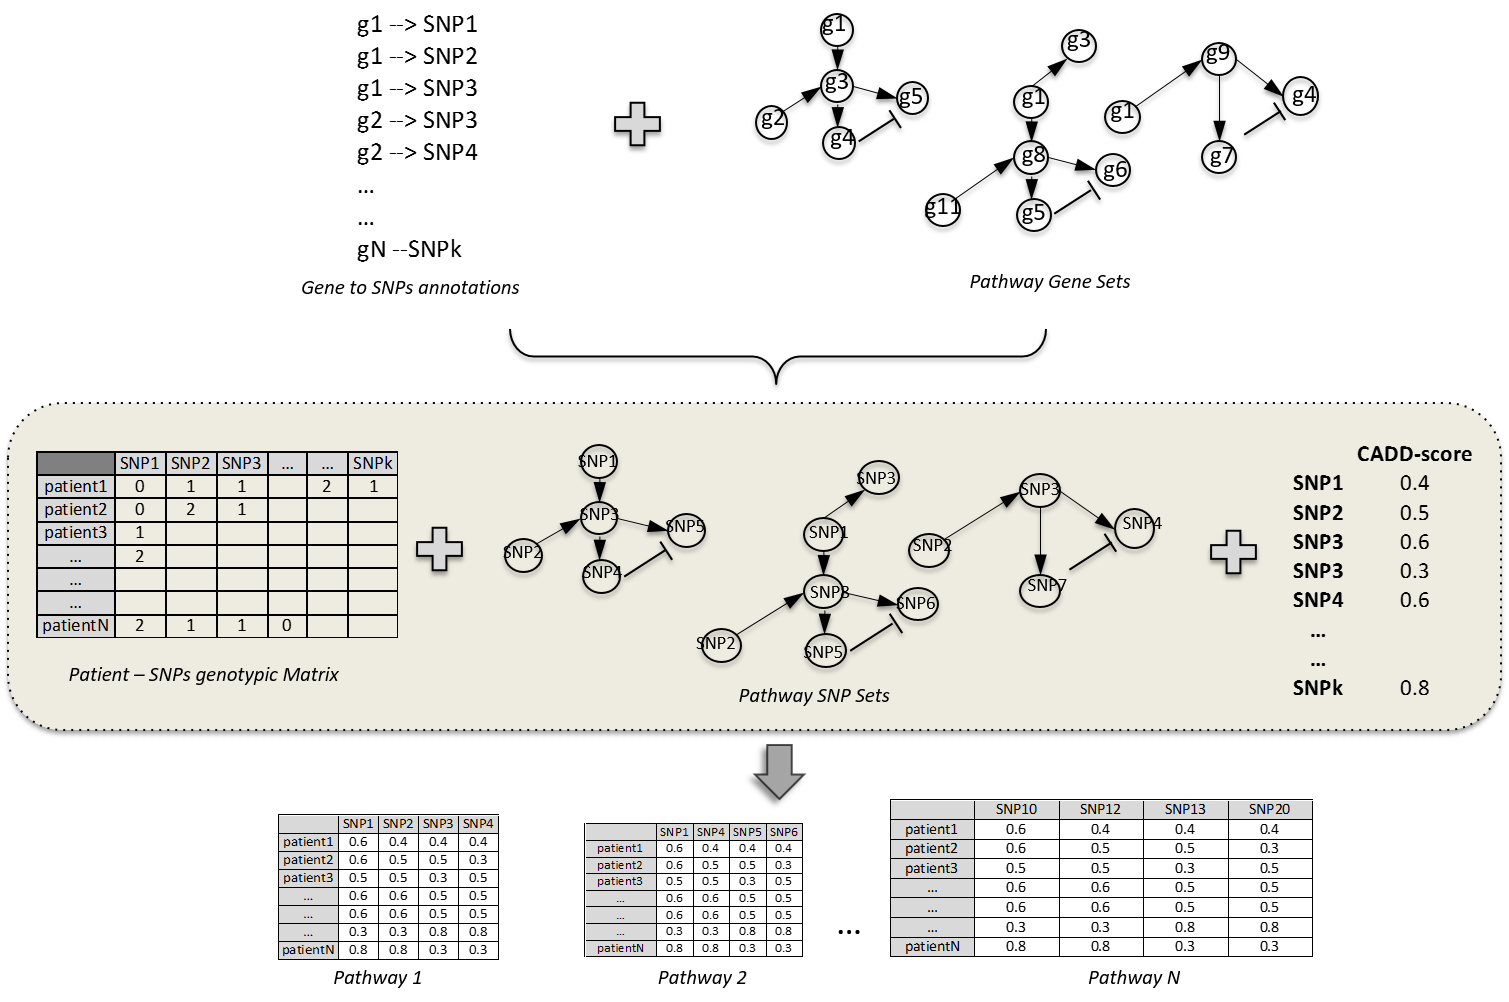 g1 --> SNP1
g1 --> SNP2
g1 --> SNP3
g2 --> SNP3
g2 --> SNP4
...
...
gN --SNPk
Gene to SNPs annotations
g1
g3
g5
g2
g4
g3
g1
g8
g6
g11
g5
g9
g4
g1
g7
Pathway Gene Sets
SNP1 SNP2 SNP3 ... ... SNPk
patient1 0 1 1 2 1
patient2 0 2 1
patient3 1
... 2
...
...
patientN 2 1 1 0
Patient – SNPs genotypic Matrix
SNP1
SNP3
SNP5
SNP2
SNP4
SNP3
SNP1
SNP8
SNP6
SNP2
SNP5
SNP3
SNP4
SNP2
SNP7
Pathway SNP Sets
CADD-score
SNP1 0.4
SNP2 0.5
SNP3 0.6
SNP3 0.3
SNP4 0.6
...
...
SNPk 0.8
SNP1 SNP2 SNP3 SNP4
patient1 0.6 0.4 0.4 0.4
patient2 0.6 0.5 0.5 0.3
patient3 0.5 0.5 0.3 0.5
... 0.6 0.6 0.5 0.5
... 0.6 0.6 0.5 0.5
... 0.3 0.3 0.8 0.8
patientN 0.8 0.8 0.3 0.3
Pathway 1
SNP1 SNP4 SNP5 SNP6
patient1 0.6 0.4 0.4 0.4
patient2 0.6 0.5 0.5 0.3
patient3 0.5 0.5 0.3 0.5
... 0.6 0.6 0.5 0.5
... 0.6 0.6 0.5 0.5
... 0.3 0.3 0.8 0.8
patientN 0.8 0.8 0.3 0.3
Pathway 2
...
SNP10 SNP12 SNP13 SNP20
patient1 0.6 0.4 0.4 0.4
patient2 0.6 0.5 0.5 0.3
patient3 0.5 0.5 0.3 0.5
... 0.6 0.6 0.5 0.5
... 0.6 0.6 0.5 0.5
... 0.3 0.3 0.8 0.8
patientN 0.8 0.8 0.3 0.3
Pathway N